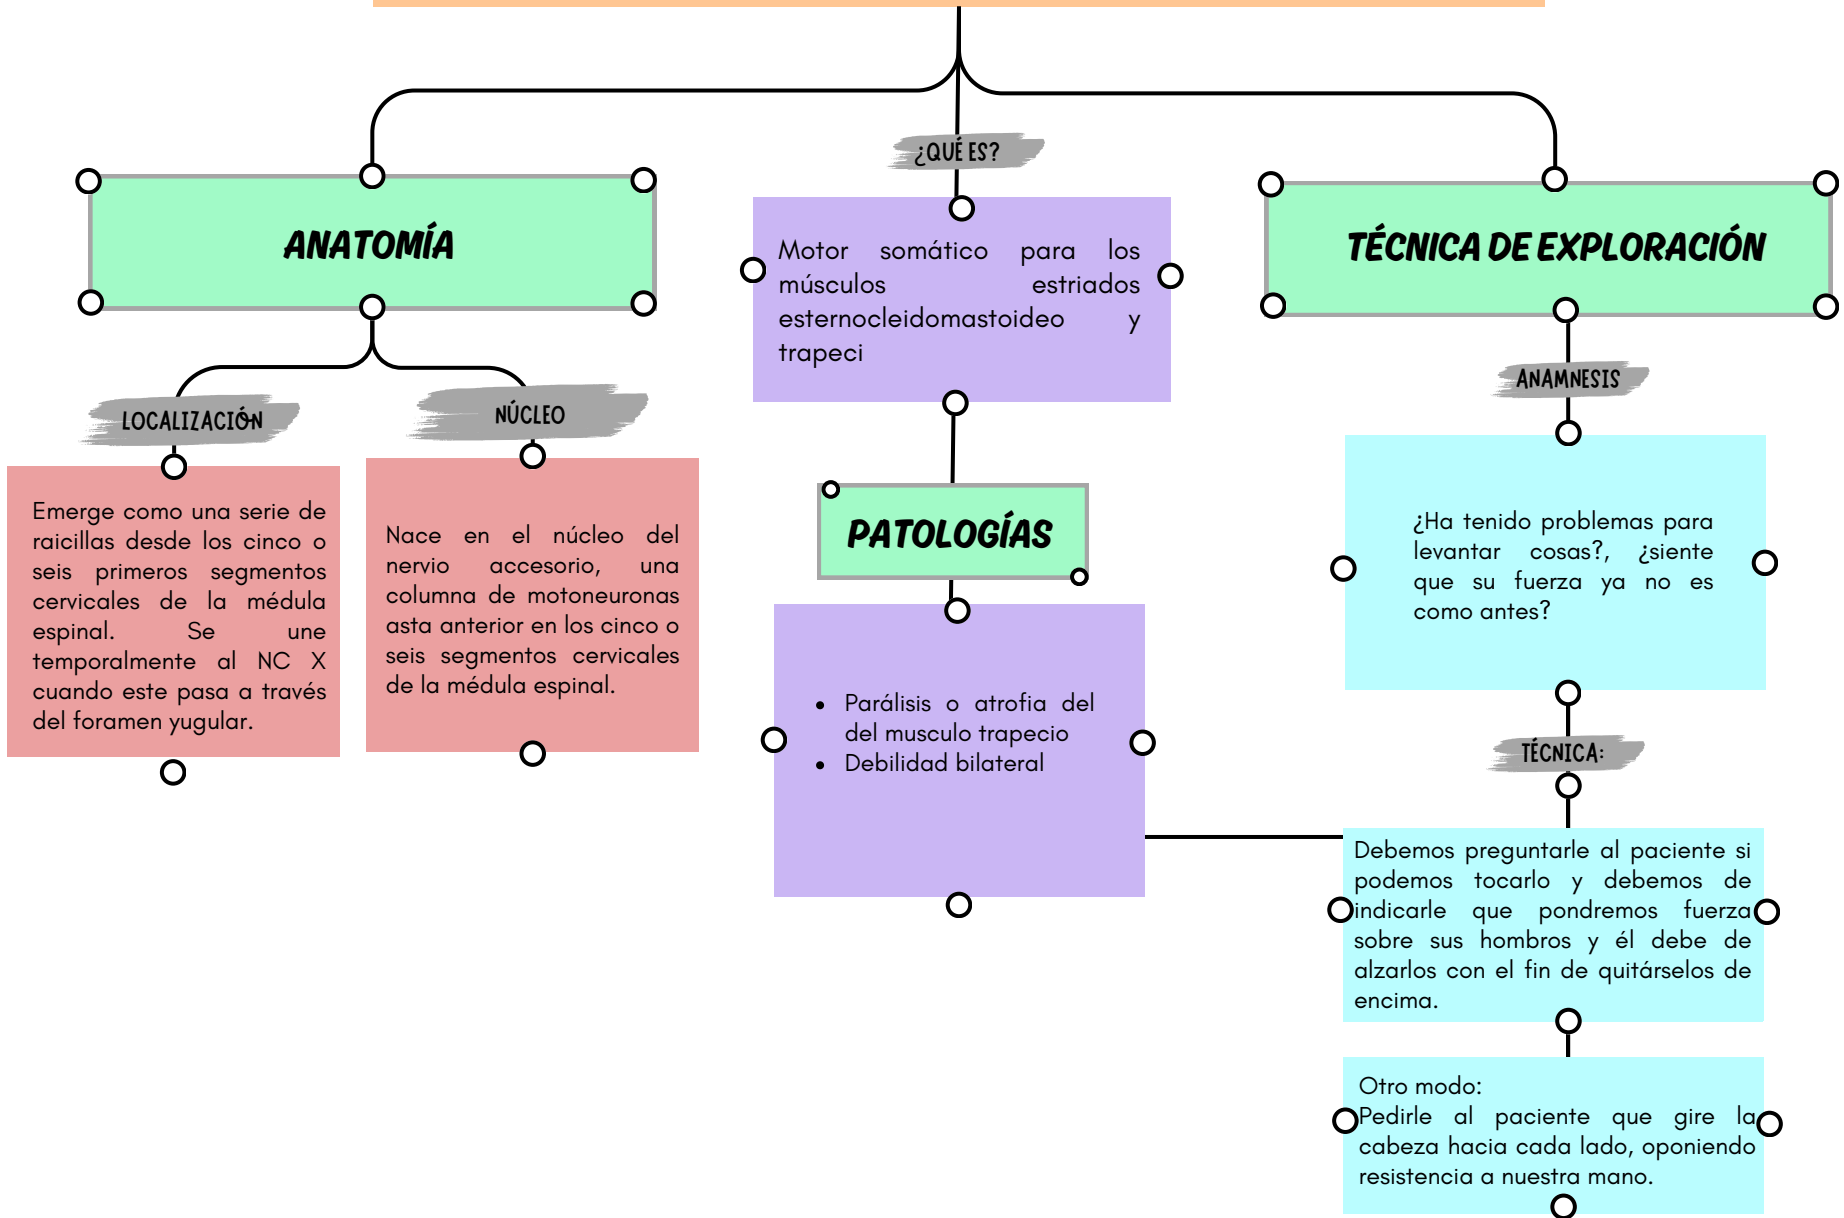 ¿QUÉ ES?
ANATOMÍA
Motor somático para los
músculos estriados
esternocleidomastoideo y
trapeci
TÉCNICA DE EXPLORACIÓN
LOCALIZACIÓN
NÚCLEO
ANAMNESIS
Emerge como una serie de
raicillas desde los cinco o
seis primeros segmentos
cervicales de la médula
espinal. Se une
temporalmente al NC X
cuando este pasa a través
del foramen yugular.
Nace en el núcleo del
nervio accesorio, una
columna de motoneuronas
asta anterior en los cinco o
seis segmentos cervicales
de la médula espinal.
PATOLOGÍAS
• Parálisis o atrofia del
del musculo trapecio
• Debilidad bilateral
¿Ha tenido problemas para
levantar cosas?, ¿siente
que su fuerza ya no es
como antes?
TÉCNICA:
Debemos preguntarle al paciente si
podemos tocarlo y debemos de
indicarle que pondremos fuerza
sobre sus hombros y él debe de
alzarlos con el fin de quitárselos de
encima.
Otro modo:
Pedirle al paciente que gire la
cabeza hacia cada lado, oponiendo
resistencia a nuestra mano.